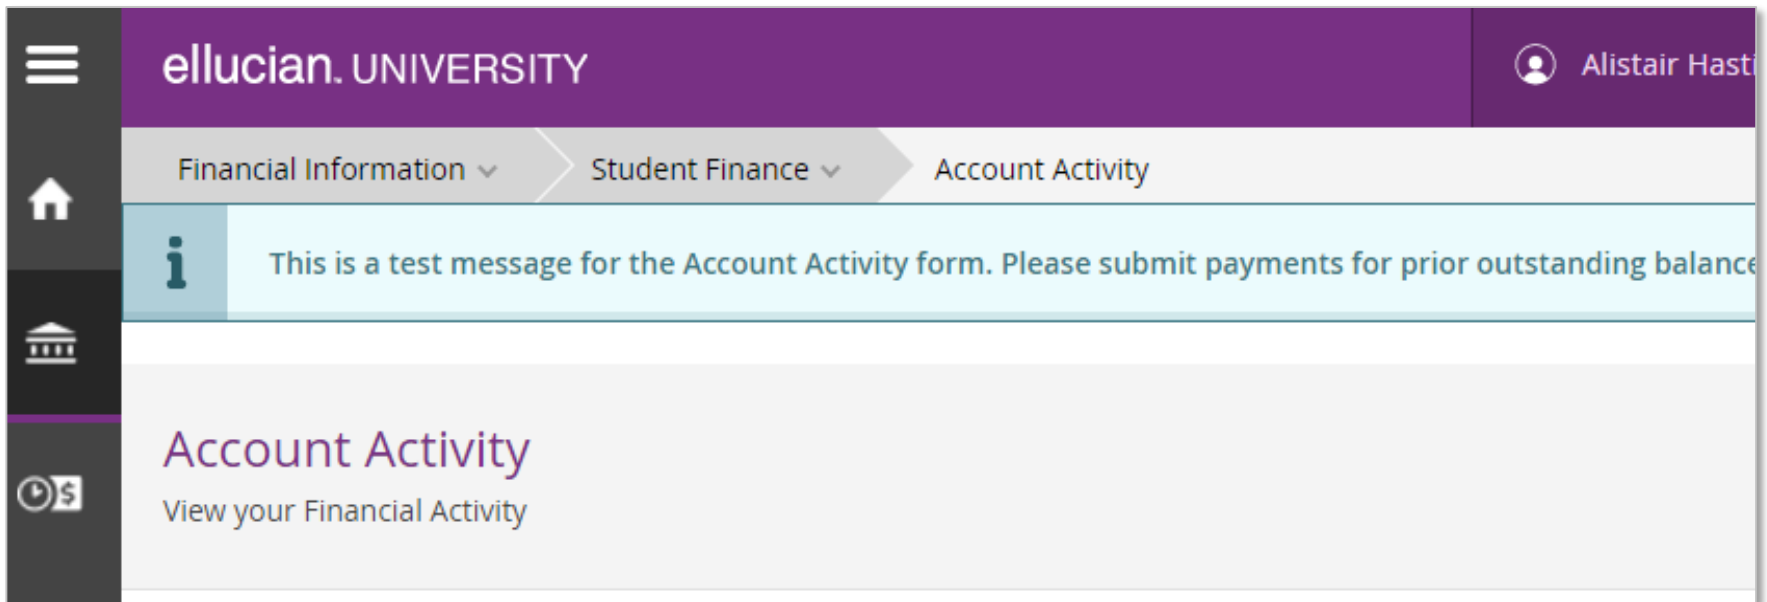 ellucian. UNIVERSITY
Alistair
Financial Information
Student Finance
Account Activity
This is a test message for the Account Activity form. Please submit payments for prior outstanding
Account Activity
View your Financial Activity